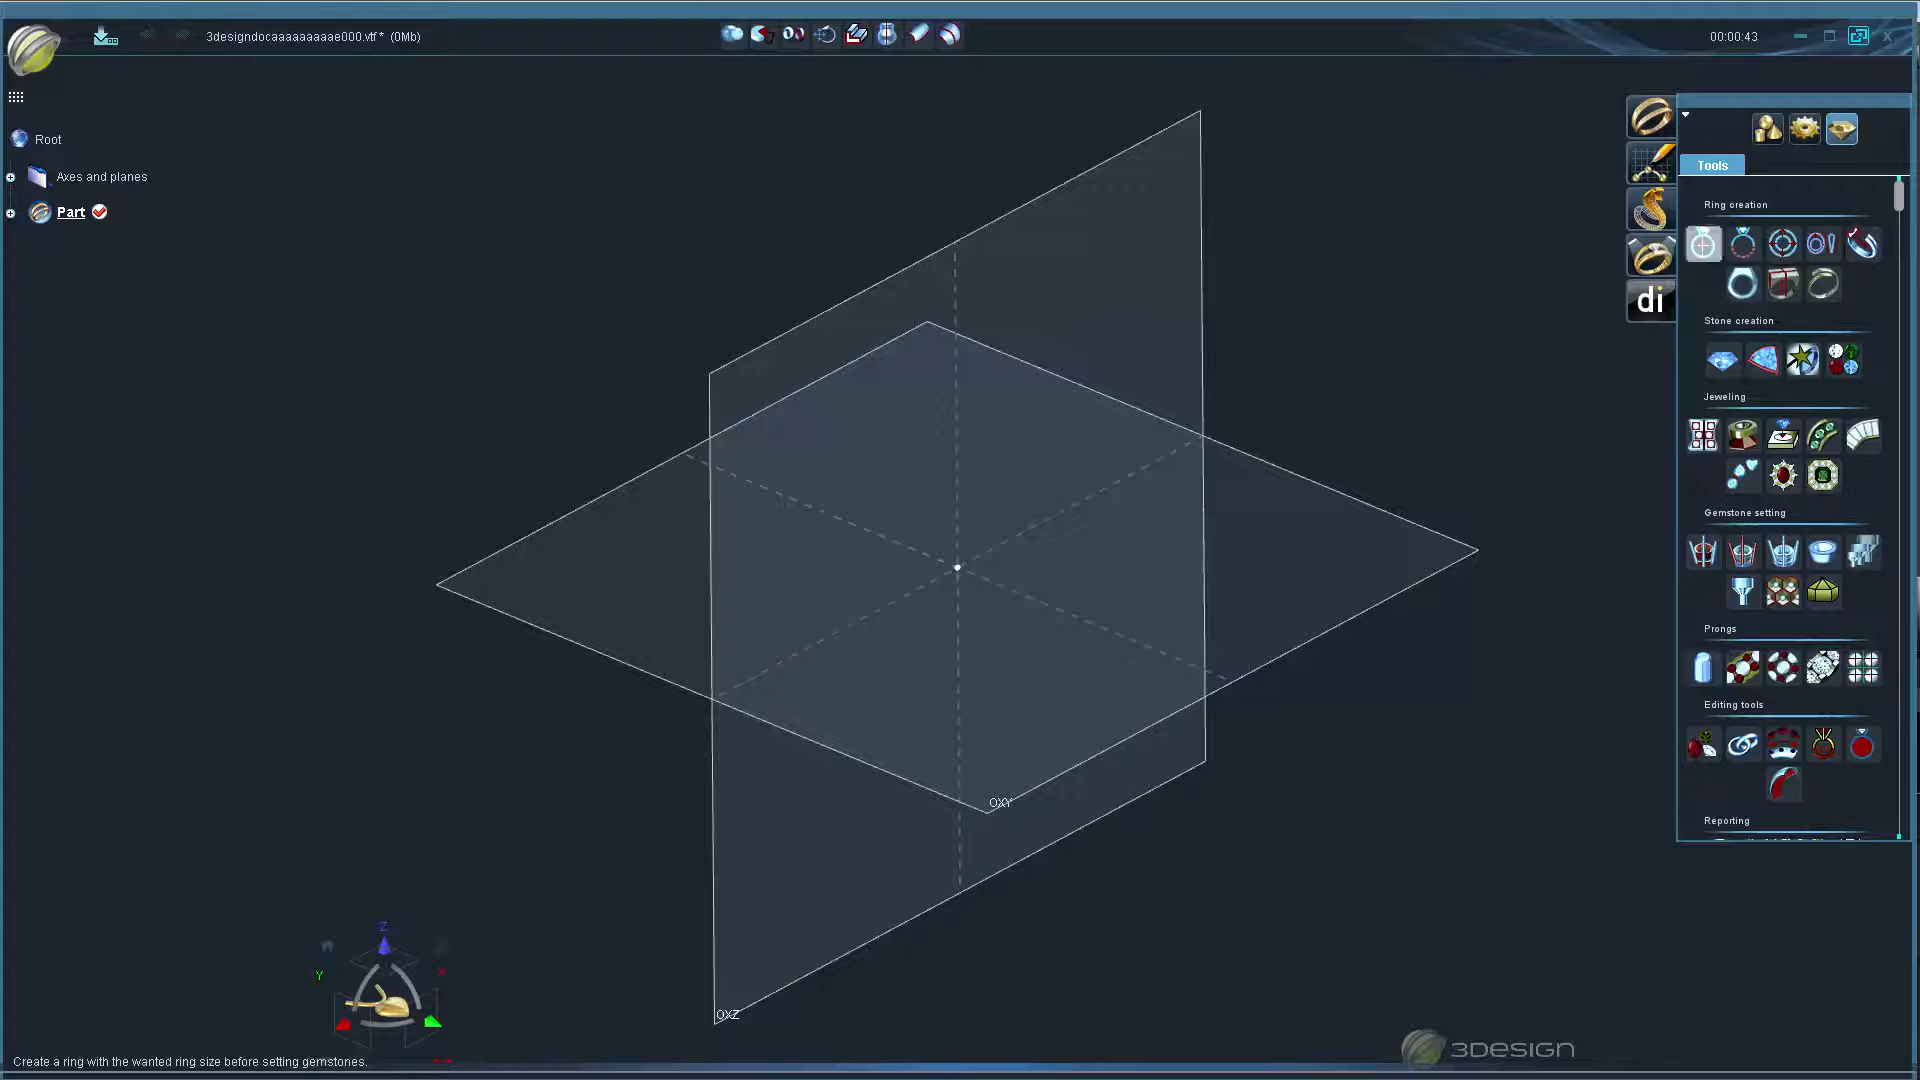 3designdocaaaaaaaaae000.vtf * (0Mb)
00:00:43
Root
Axes and planes
Part
Tools
Ring creation
Stone creation
di
Jeweling
Gemstone setting
Prongs
Editing tools
Reporting
OXY
OXZ
Z
Y
X
Create a ring with the wanted ring size before setting gemstones.
3DESIGN